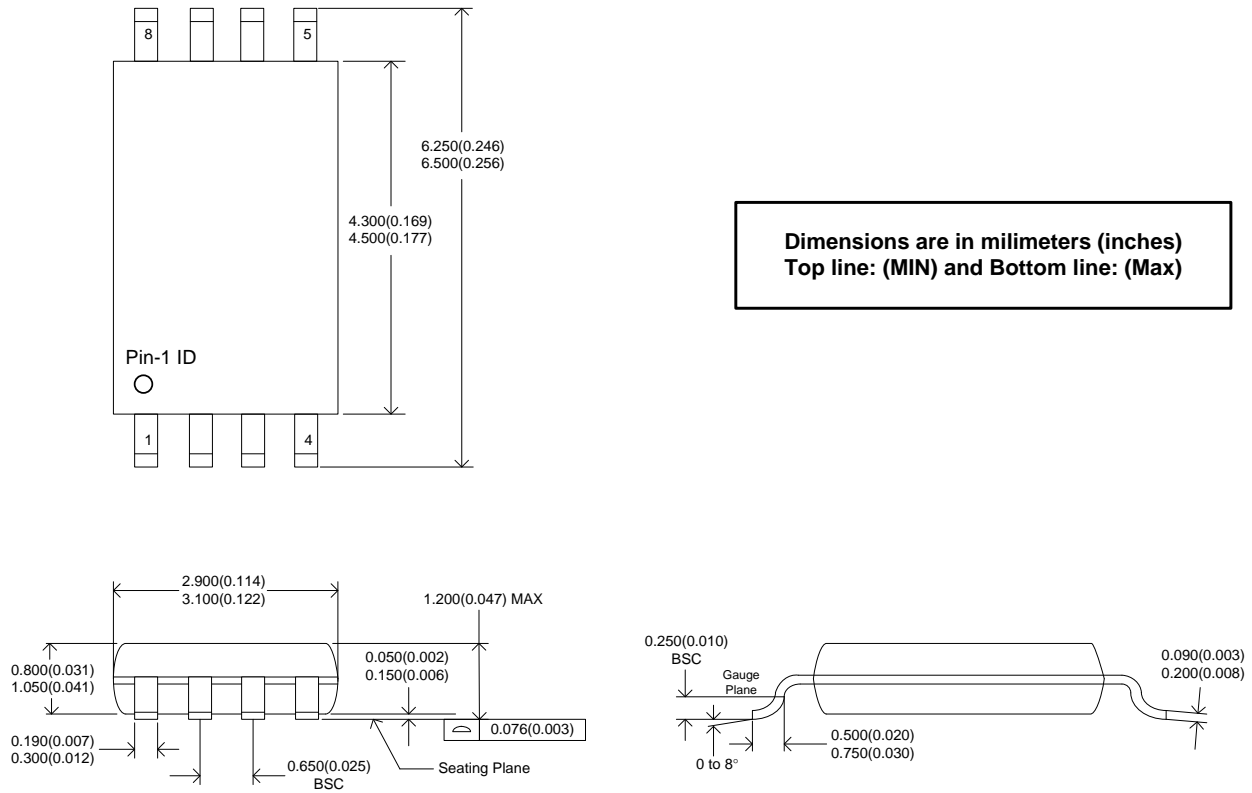 8
5
6.250(0.246)
6.500(0.256)
4.300(0.169)
4.500(0.177)
Dimensions are in milimeters (inches)
Top line: (MIN) and Bottom line: (Max)
Pin-1 ID
1
4
2.900(0.114)
3.100(0.122)
1.200(0.047) MAX
0.800(0.031)
1.050(0.041)
0.050(0.002)
0.150(0.006)
0.076(0.003)
0.190(0.007)
0.300(0.012)
0.650(0.025)
BSC
Seating Plane
0.250(0.010)
BSC
Gauge
Plane
0.090(0.003)
0.200(0.008)
0.500(0.020)
0.750(0.030)
0 to 8°